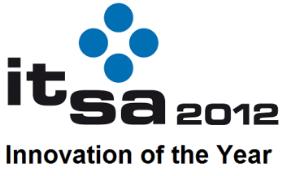 itsa 2012
Innovation of the Year